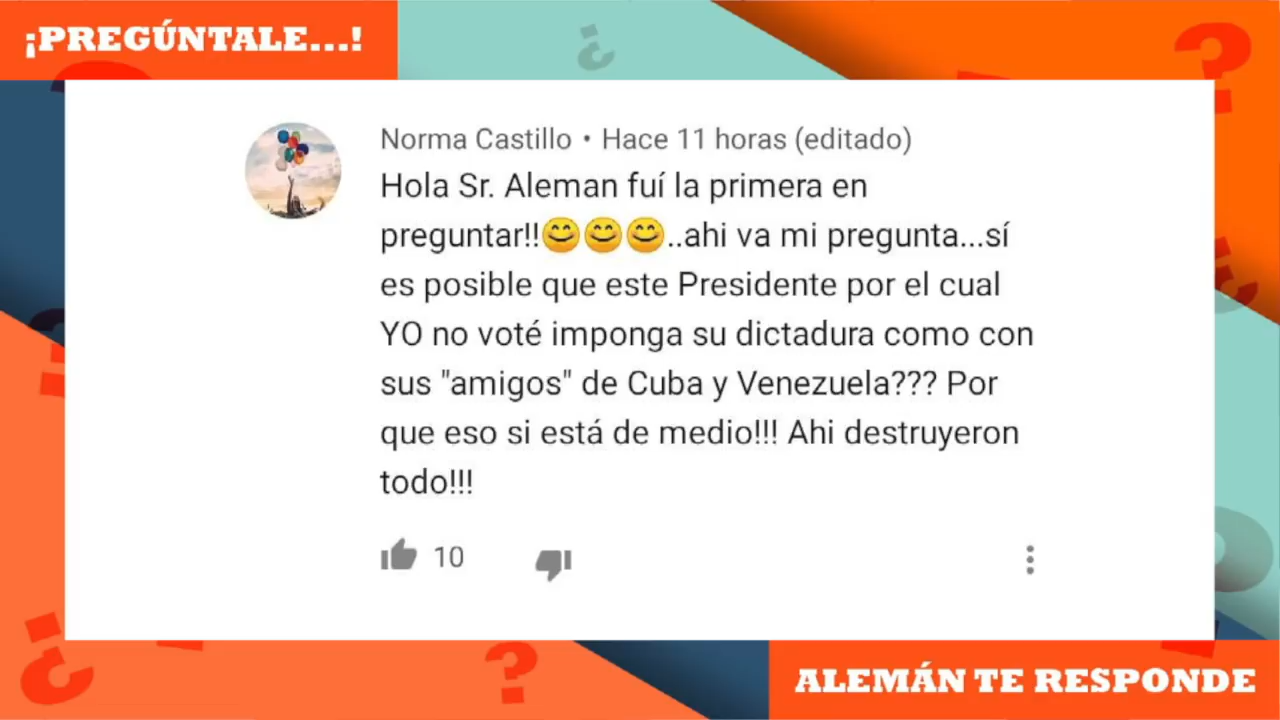 ¡PREGÚNTALE...!
Norma Castillo • Hace 11 horas (editado)
Hola Sr. Aleman fuí la primera en
preguntar!!😊😊😊..ahi va mi pregunta...sí
es posible que este Presidente por el cual
YO no voté imponga su dictadura como con
sus "amigos" de Cuba y Venezuela??? Por
que eso si está de medio!!! Ahi destruyeron
todo!!!
10
ALEMÁN TE RESPONDE